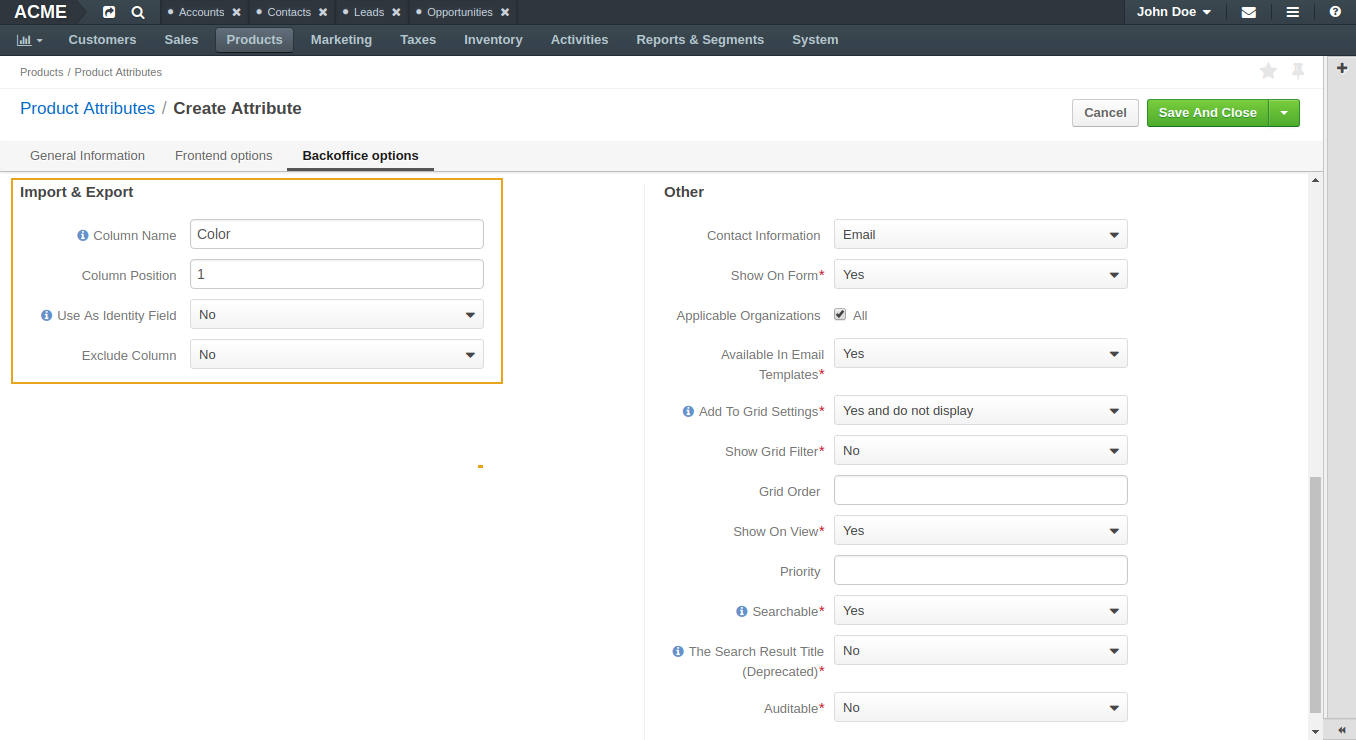 ACME Accounts Contacts Leads Opportunities John Doe
Customers Sales Products Marketing Taxes Inventory Activities Reports & Segments System
Products / Product Attributes
Product Attributes / Create Attribute
Cancel Save And Close
General Information Frontend options Backoffice options
Import & Export
Column Name Color
Column Position 1
Use As Identity Field No
Exclude Column No
Other
Contact Information Email
Show On Form* Yes
Applicable Organizations All
Available In Email Yes
Templates*
Add To Grid Settings* Yes and do not display
Show Grid Filter* No
Grid Order
Show On View* Yes
Priority
Searchable* Yes
The Search Result Title No
(Deprecated)*
Auditable* No